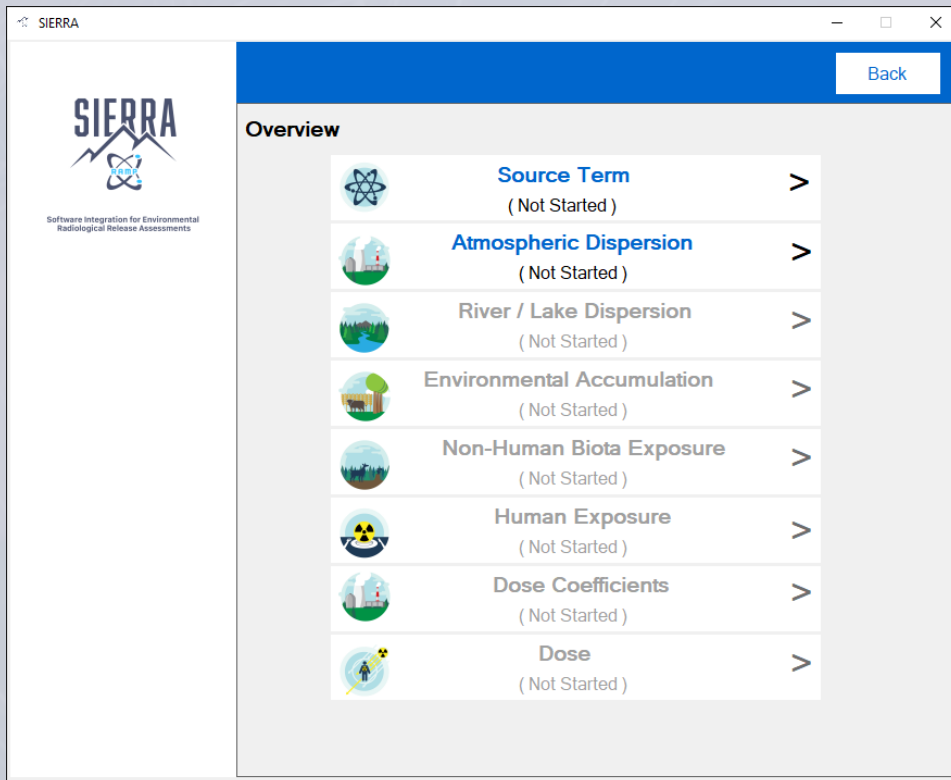 SIERRA
Back
SIERRA
RAMP
Software Integration for Environmental
Radiological Release Assessments
Overview
Source Term
( Not Started )
>
Atmospheric Dispersion
( Not Started )
>
River / Lake Dispersion
( Not Started )
>
Environmental Accumulation
( Not Started )
>
Non-Human Biota Exposure
( Not Started )
>
Human Exposure
( Not Started )
>
Dose Coefficients
( Not Started )
>
Dose
( Not Started )
>